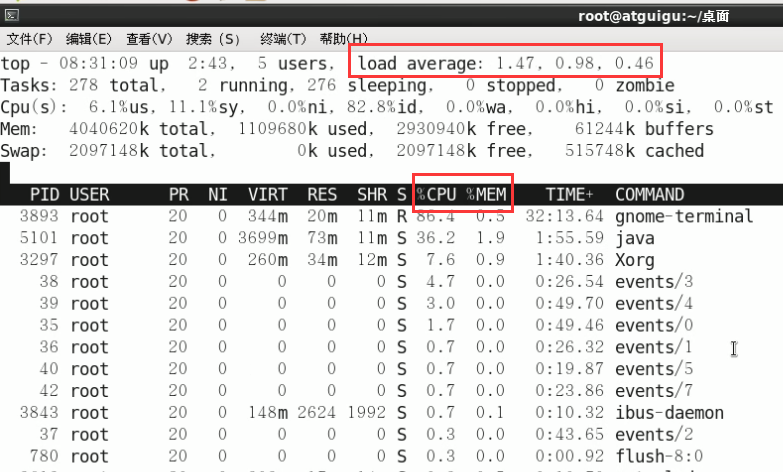 root@atguigu:~/桌面
文件(F) 编辑(E) 查看(V) 搜索 (S) 终端(T) 帮助(H)
top - 08:31:09 up 2:43, 5 users, load average: 1.47, 0.98, 0.46
Tasks: 278 total, 2 running, 276 sleeping, 0 stopped, 0 zombie
Cpu(s): 6.1%us, 11.1%sy, 0.0%ni, 82.8%id, 0.0%wa, 0.0%hi, 0.0%si, 0.0%st
Mem: 4040620k total, 1109680k used, 2930940k free, 61244k buffers
Swap: 2097148k total, 0k used, 2097148k free, 515748k cached
PID USER PR NI VIRT RES SHR S %CPU %MEM TIME+ COMMAND
3893 root 20 0 344m 20m 11m R 86.4 0.5 32:13.64 gnome-terminal
5101 root 20 0 3699m 73m 11m S 36.2 1.9 1:55.59 java
3297 root 20 0 260m 34m 12m S 7.6 0.9 1:40.36 Xorg
38 root 20 0 0 0 0 S 4.7 0.0 0:26.54 events/3
39 root 20 0 0 0 0 S 3.0 0.0 0:49.70 events/4
35 root 20 0 0 0 0 S 1.7 0.0 0:49.46 events/0
36 root 20 0 0 0 0 S 0.7 0.0 0:26.32 events/1
40 root 20 0 0 0 0 S 0.7 0.0 0:19.87 events/5
42 root 20 0 0 0 0 S 0.7 0.0 0:23.86 events/7
3843 root 20 0 148m 2624 1992 S 0.7 0.1 0:10.32 ibus-daemon
37 root 20 0 0 0 0 S 0.3 0.0 0:43.65 events/2
780 root 20 0 0 0 0 S 0.3 0.0 0:00.92 flush-8:0